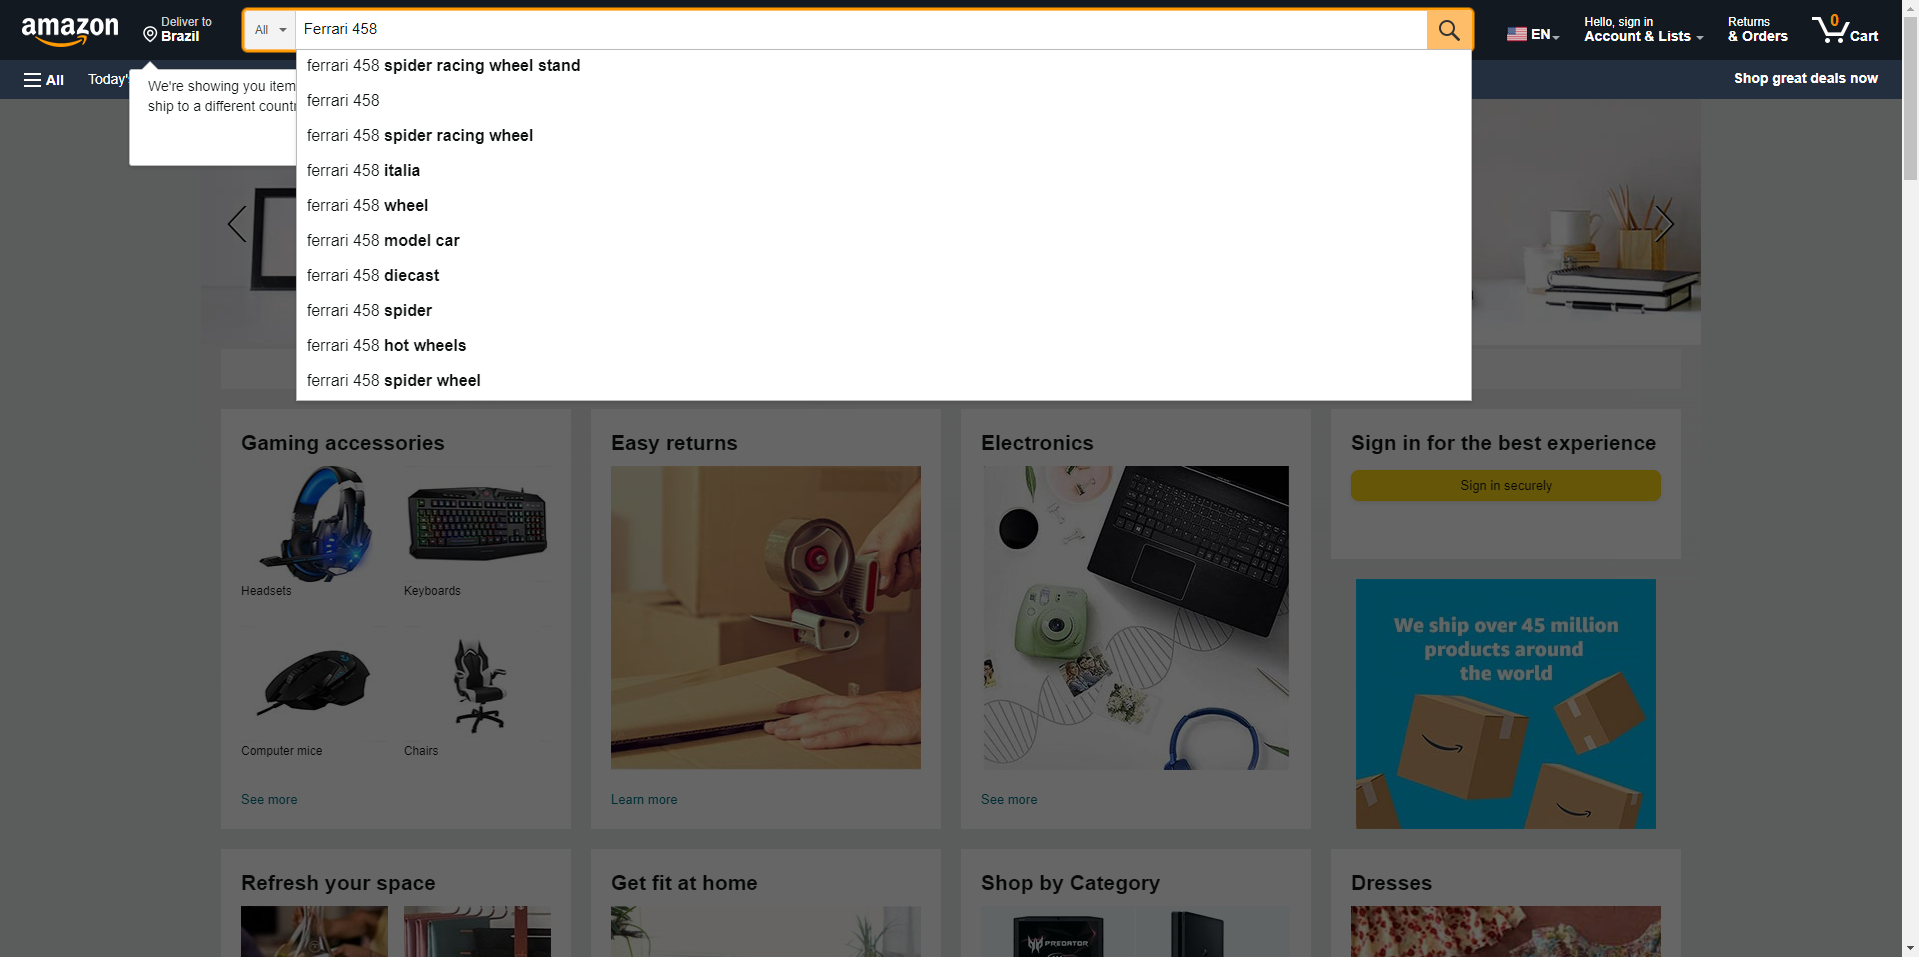 amazon
Deliver to
Brazil
All
Ferrari 458
EN
Hello, sign in
Account & Lists
Returns
& Orders
0
Cart
All
Today'
Shop great deals now
We're showing you item
ship to a different countr
ferrari 458 spider racing wheel stand
ferrari 458
ferrari 458 spider racing wheel
ferrari 458 italia
ferrari 458 wheel
ferrari 458 model car
ferrari 458 diecast
ferrari 458 spider
ferrari 458 hot wheels
ferrari 458 spider wheel
Gaming accessories
Headsets
Keyboards
Computer mice
Chairs
See more
Easy returns
Learn more
Electronics
See more
Sign in for the best experience
Sign in securely
We ship over 45 million
products around
the world
Refresh your space
Get fit at home
Shop by Category
PREDATOR
Dresses